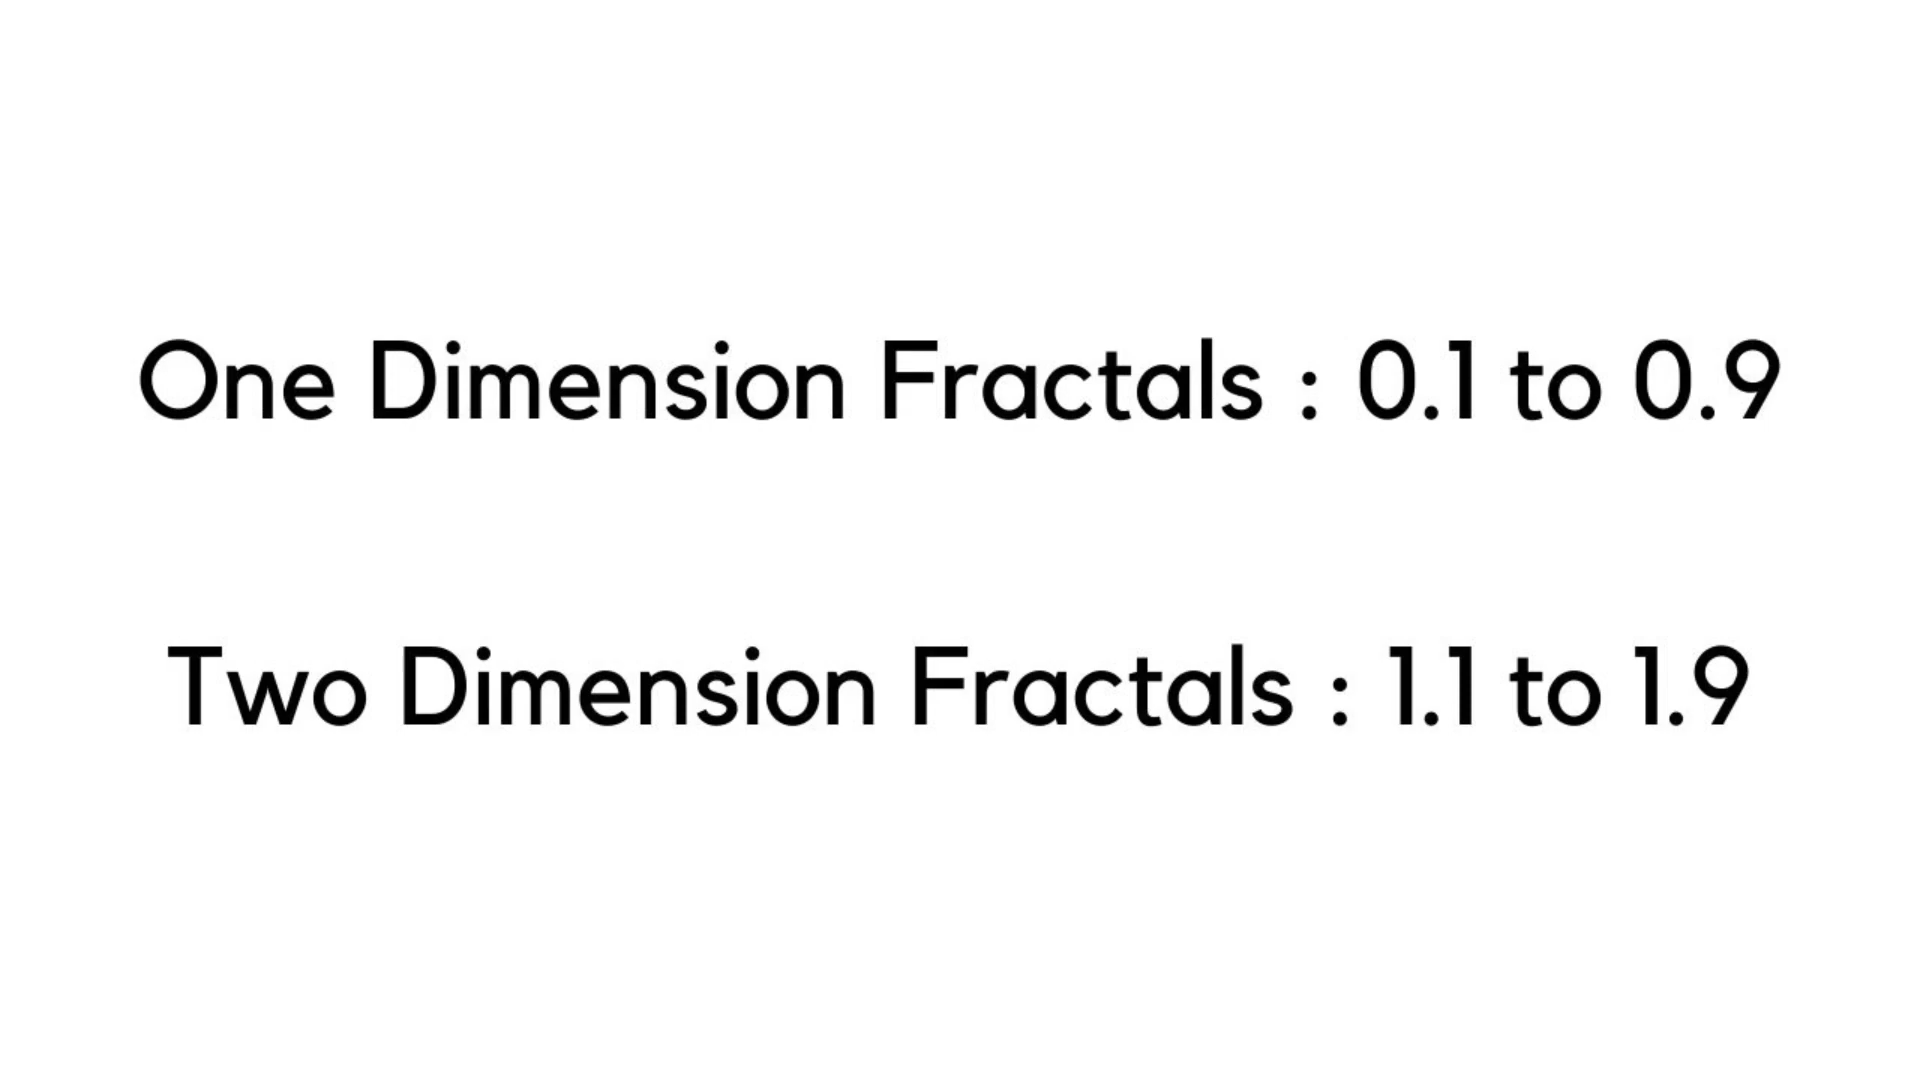 One Dimension Fractals : 0.1 to 0.9
Two Dimension Fractals : 1.1 to 1.9